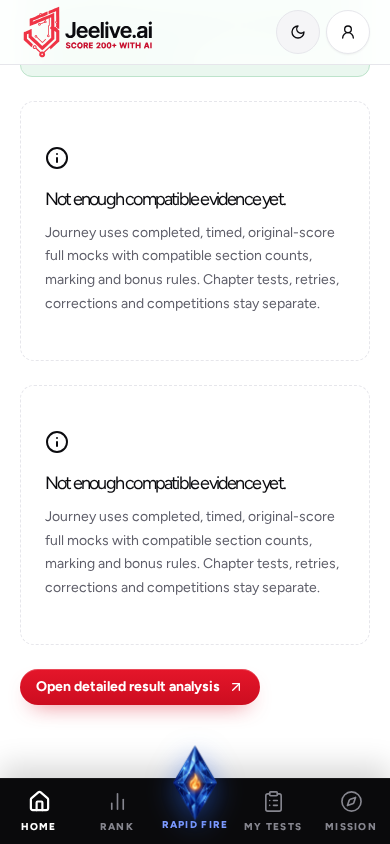 Jeelive.ai
SCORE 200+ WITH AI
Not enough compatible evidence yet.
Journey uses completed, timed, original-score
full mocks with compatible section counts,
marking and bonus rules. Chapter tests, retries,
corrections and competitions stay separate.
Not enough compatible evidence yet.
Journey uses completed, timed, original-score
full mocks with compatible section counts,
marking and bonus rules. Chapter tests, retries,
corrections and competitions stay separate.
Open detailed result analysis
HOME RANK RAPID FIRE MY TESTS MISSION